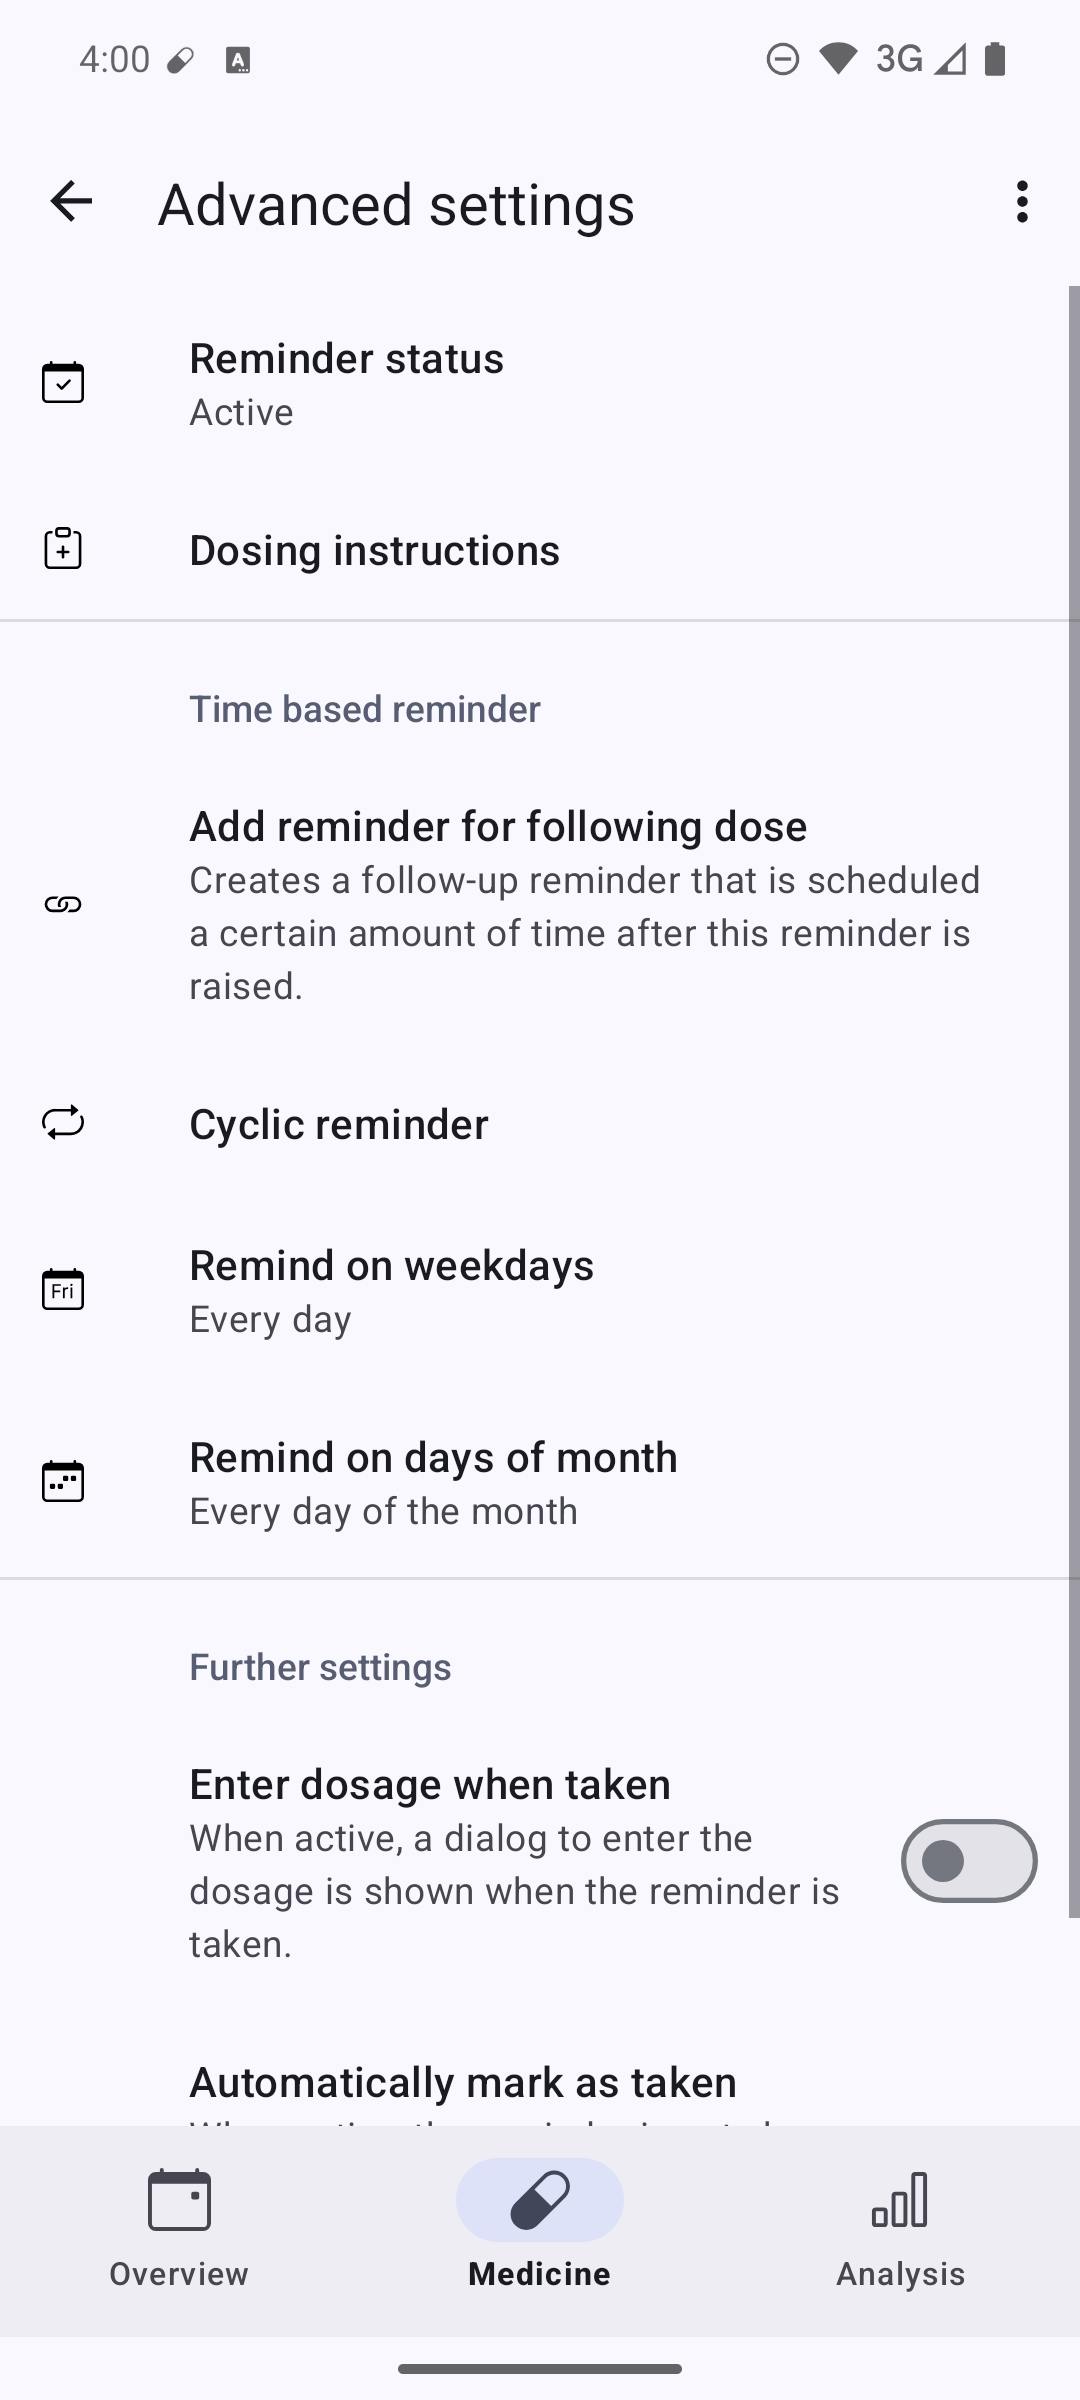 4:00
3G
Advanced settings
Reminder status
Active
Dosing instructions
Time based reminder
Add reminder for following dose
Creates a follow-up reminder that is scheduled
a certain amount of time after this reminder is
raised.
Cyclic reminder
Fri
Remind on weekdays
Every day
Remind on days of month
Every day of the month
Further settings
Enter dosage when taken
When active, a dialog to enter the
dosage is shown when the reminder is
taken.
Automatically mark as taken
Overview
Medicine
Analysis